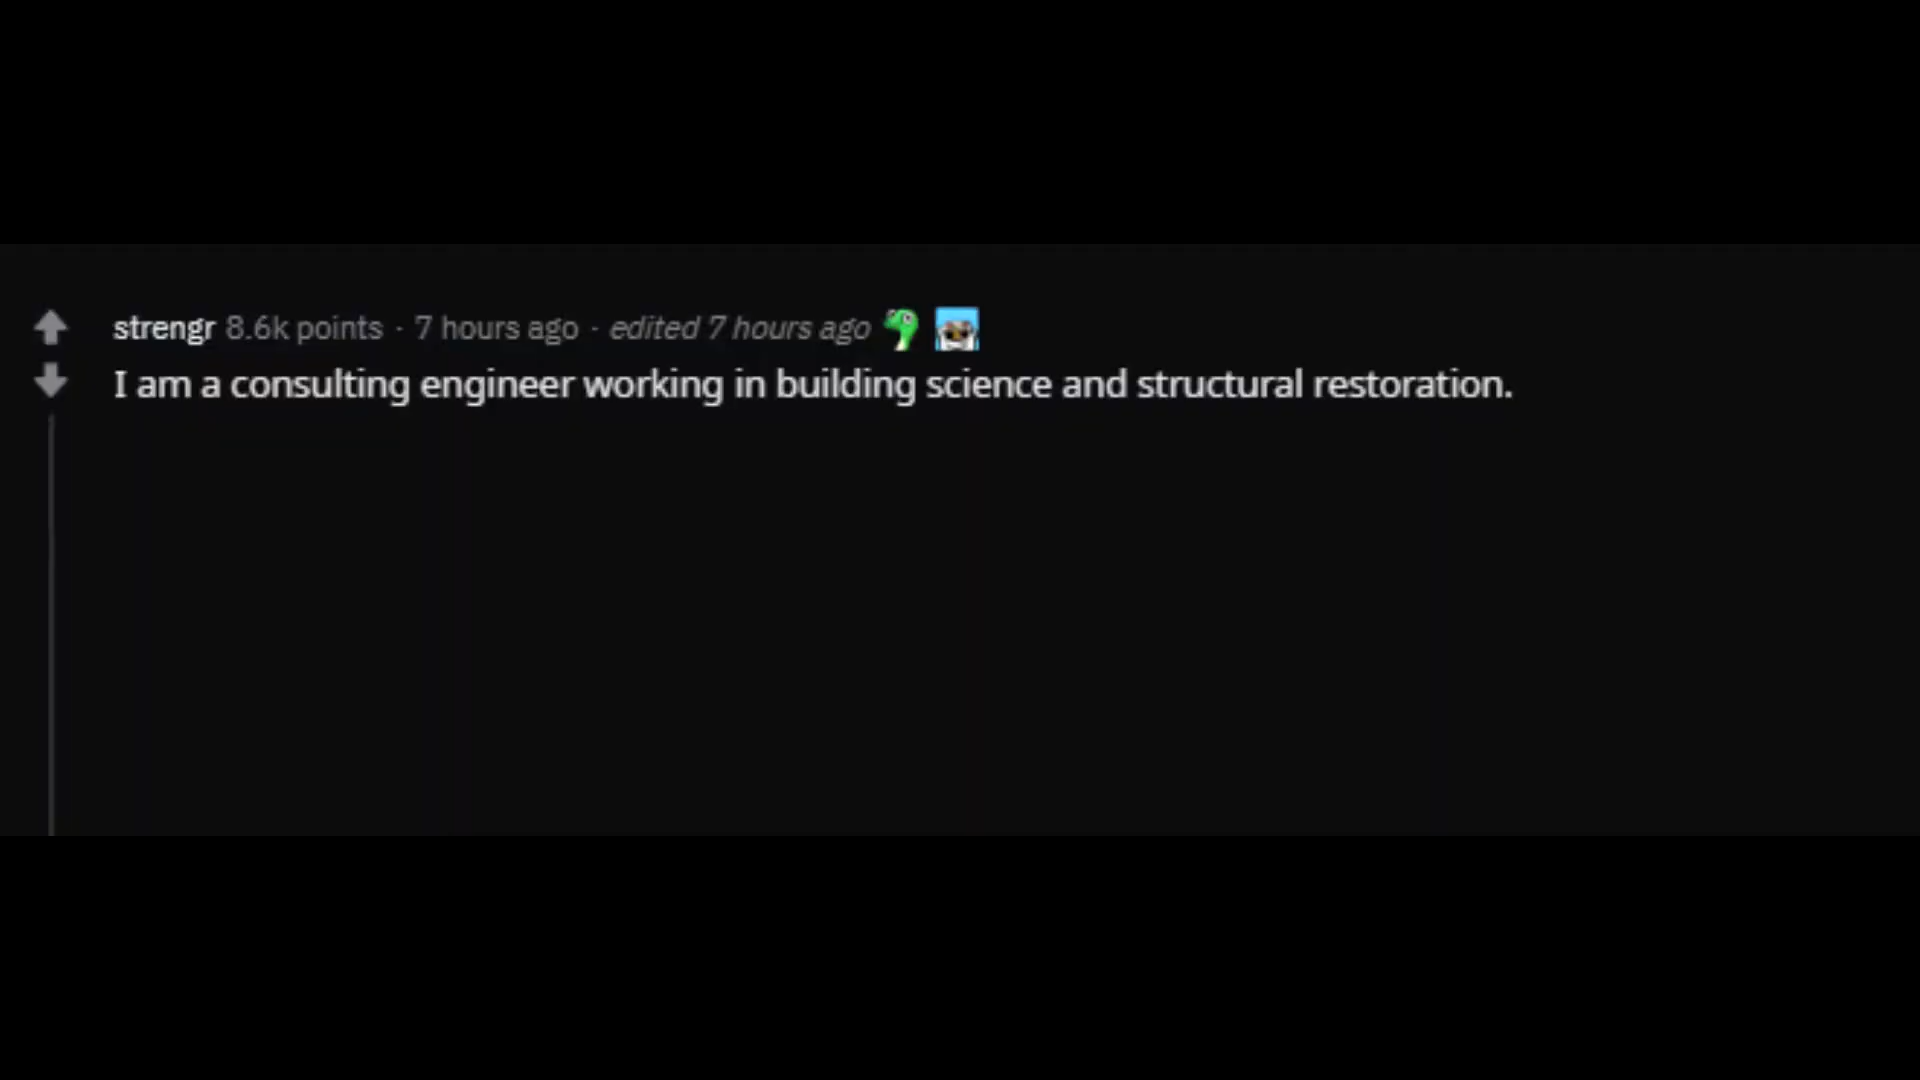 strengr 8.6k points · 7 hours ago · edited 7 hours ago
I am a consulting engineer working in building science and structural restoration.